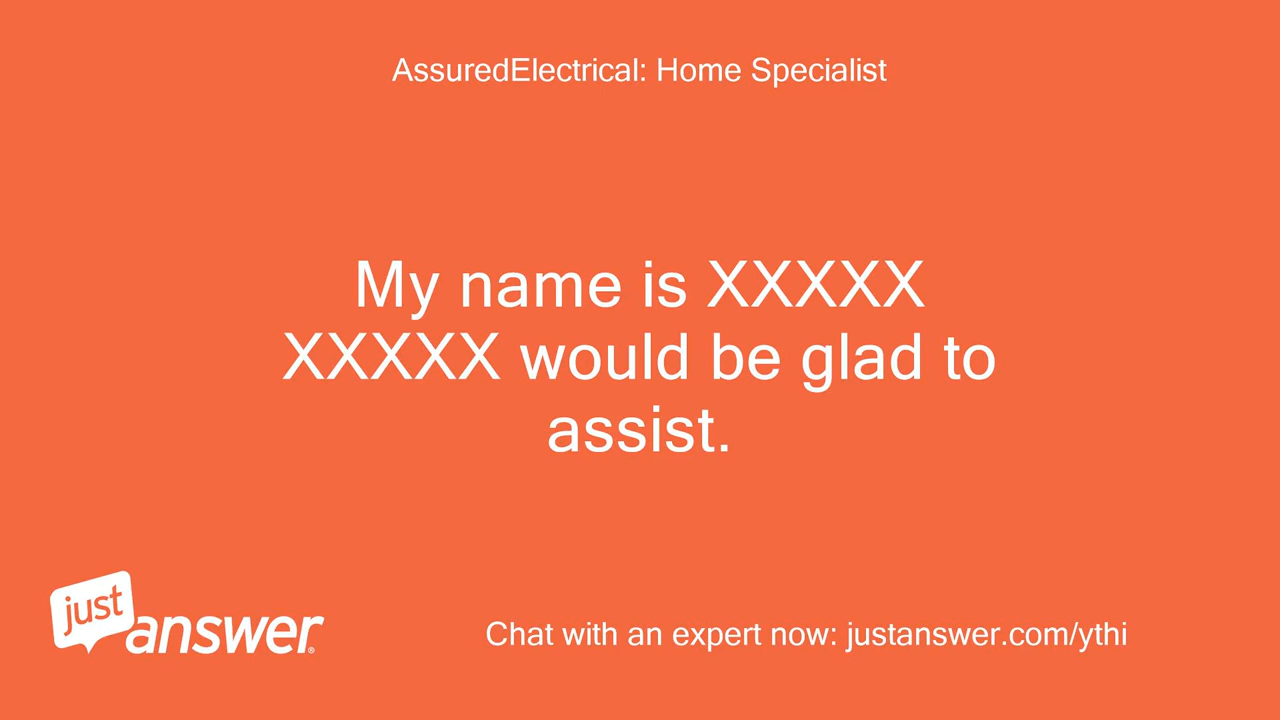 AssuredElectrical: Home Specialist
My name is XXXXX
XXXXX would be glad to
assist.
just
answer®
Chat with an expert now: justanswer.com/ythi